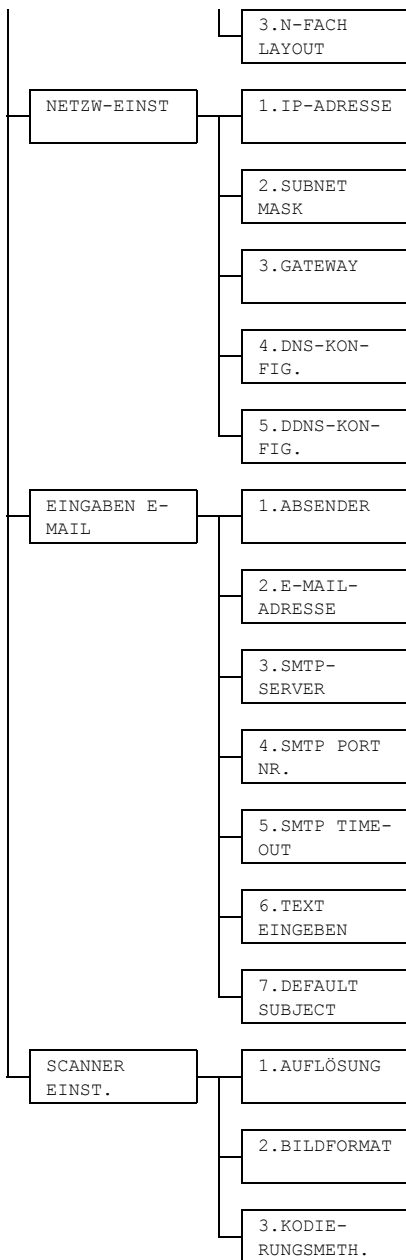 3.N-FACH
LAYOUT
NETZW-EINST
1.IP-ADRESSE
2.SUBNET
MASK
3.GATEWAY
4.DNS-KON-
FIG.
5.DDNS-KON-
FIG.
EINGABEN E-
MAIL
1.ABSENDER
2.E-MAIL-
ADRESSE
3.SMTP-
SERVER
4.SMTP PORT
NR.
5.SMTP TIME-
OUT
6.TEXT
EINGEBEN
7.DEFAULT
SUBJECT
SCANNER
EINST.
1.AUFLÖSUNG
2.BILDFORMAT
3.KODIE-
RUNGSMETH.